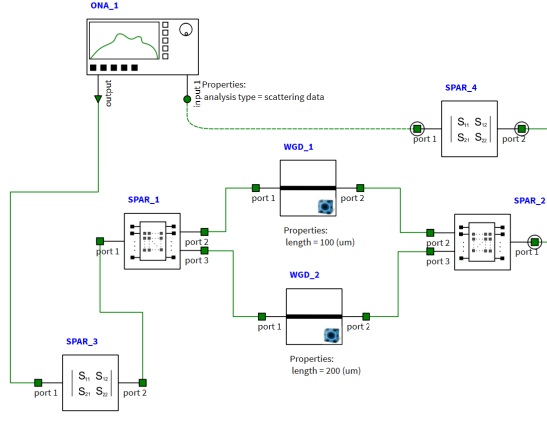 ONA_1
output
input 1
Properties:
analysis type = scattering data
SPAR_4
S11 S12
S21 S22
port 1
port 2
WGD_1
port 1
port 2
Properties:
length = 100 (um)
SPAR_1
port 1
port 2
port 3
SPAR_2
port 2
port 3
port 1
WGD_2
port 1
port 2
Properties:
length = 200 (um)
SPAR_3
S11 S12
S21 S22
port 1
port 2